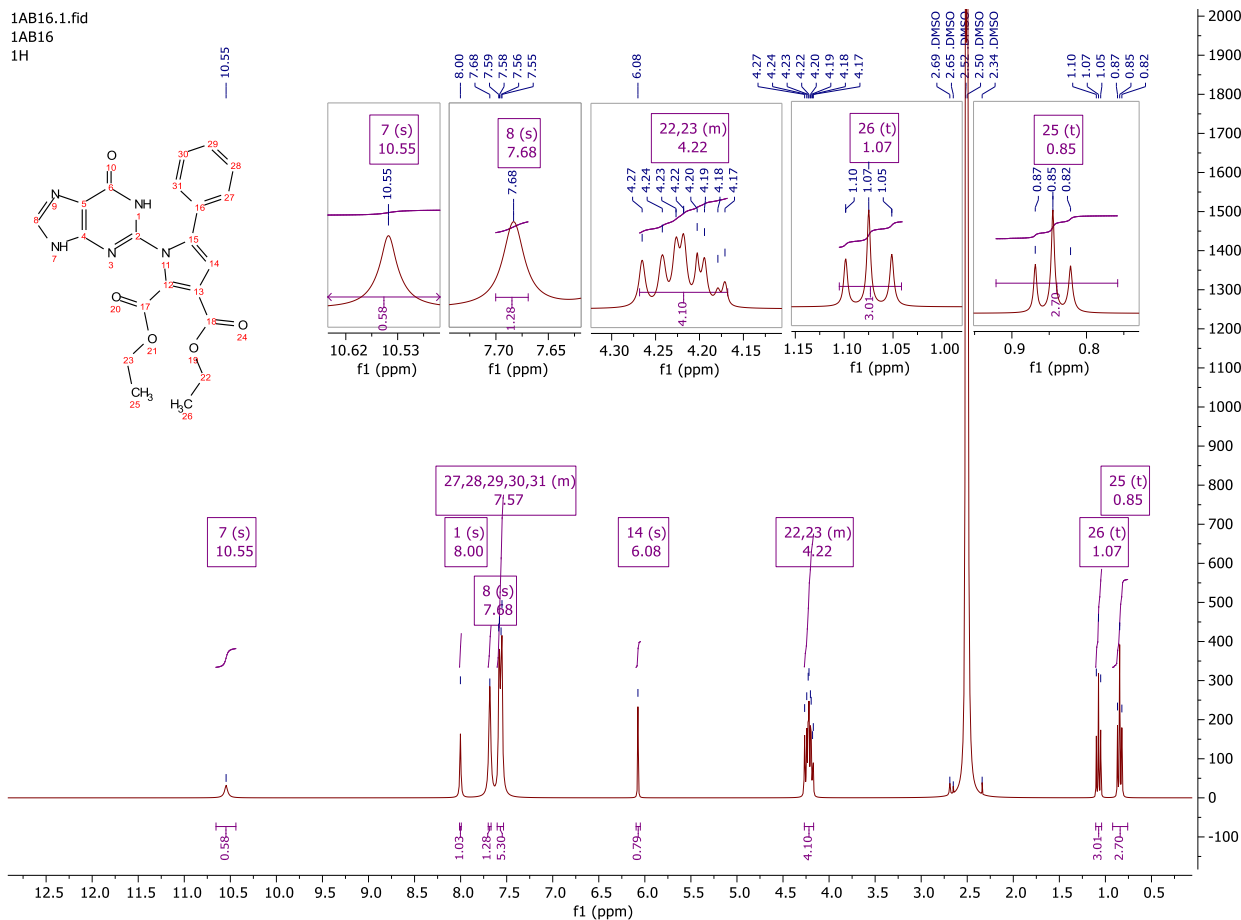 1AB16.1.fid
1AB16
1H
10.55
8.00
7.68
7.59
7.58
7.56
7.55
6.08
4.27
4.24
4.23
4.22
4.20
4.19
4.18
4.17
2.69 .DMSO
2.65 .DMSO
2.52 .DMSO
2.50 .DMSO
2.34 .DMSO
1.10
1.07
1.05
0.87
0.85
0.82
7 (s)
10.55
10.55
0.58
10.62 10.53
f1 (ppm)
8 (s)
7.68
7.68
1.28
7.70 7.65
f1 (ppm)
22,23 (m)
4.22
4.27
4.24
4.23
4.22
4.20
4.19
4.18
4.17
4.10
4.30 4.25 4.20 4.15
f1 (ppm)
26 (t)
1.07
1.10
1.07
1.05
3.01
1.15 1.10 1.05 1.00
f1 (ppm)
25 (t)
0.85
0.87
0.85
0.82
2.70
0.9 0.8
f1 (ppm)
O
10
6
N
9
5
NH
1
8
4
NH
7
N
3
2
N
11
15
14
12
13
16
31
30
29
28
27
17
O
20
O
21
23
CH3
25
18
O
24
O
19
22
CH3
26
7 (s)
10.55
1 (s)
8.00
27,28,29,30,31 (m)
7.57
8 (s)
7.68
14 (s)
6.08
22,23 (m)
4.22
26 (t)
1.07
25 (t)
0.85
0.58
1.03
1.28
5.30
0.79
4.10
3.01
2.70
12.5 12.0 11.5 11.0 10.5 10.0 9.5 9.0 8.5 8.0 7.5 7.0 6.5 6.0 5.5 5.0 4.5 4.0 3.5 3.0 2.5 2.0 1.5 1.0 0.5
f1 (ppm)
2000
1900
1800
1700
1600
1500
1400
1300
1200
1100
1000
900
800
700
600
500
400
300
200
100
0
-100